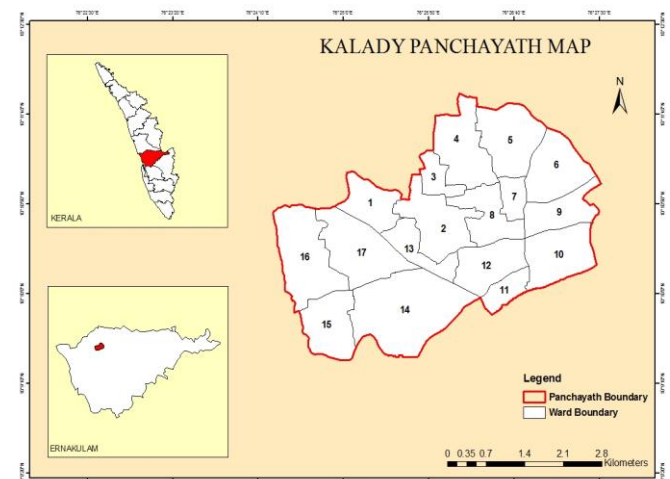 KALADY PANCHAYATH MAP
N
KERALA
ERNAKULAM
4
5
6
3
7
1
8
9
2
13
16
17
12
10
11
14
15
Legend
Panchayath Boundary
Ward Boundary
0 0.35 0.7 1.4 2.1 2.8
Kilometers